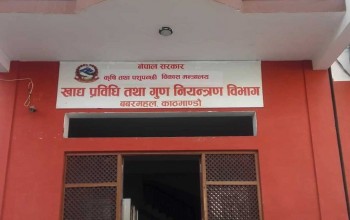 नेपाल सरकार
कृषि तथा पशुपन्छी विकास मन्त्रालय
खाद्य प्रविधि तथा गुण नियन्त्रण विभाग
बबरमहल, काठमाण्डौ